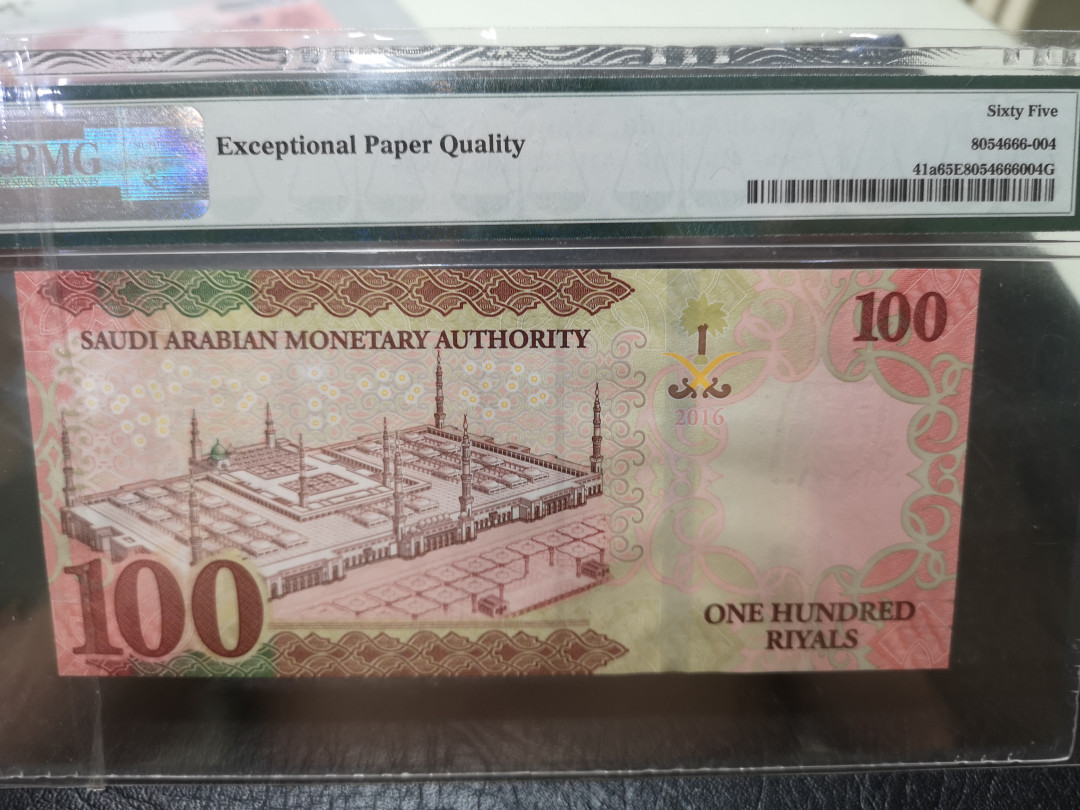 PMG
Exceptional Paper Quality
Sixty Five
8054666-004
41a65E8054666004G
SAUDI ARABIAN MONETARY AUTHORITY
100
2016
100
ONE HUNDRED
RIYALS